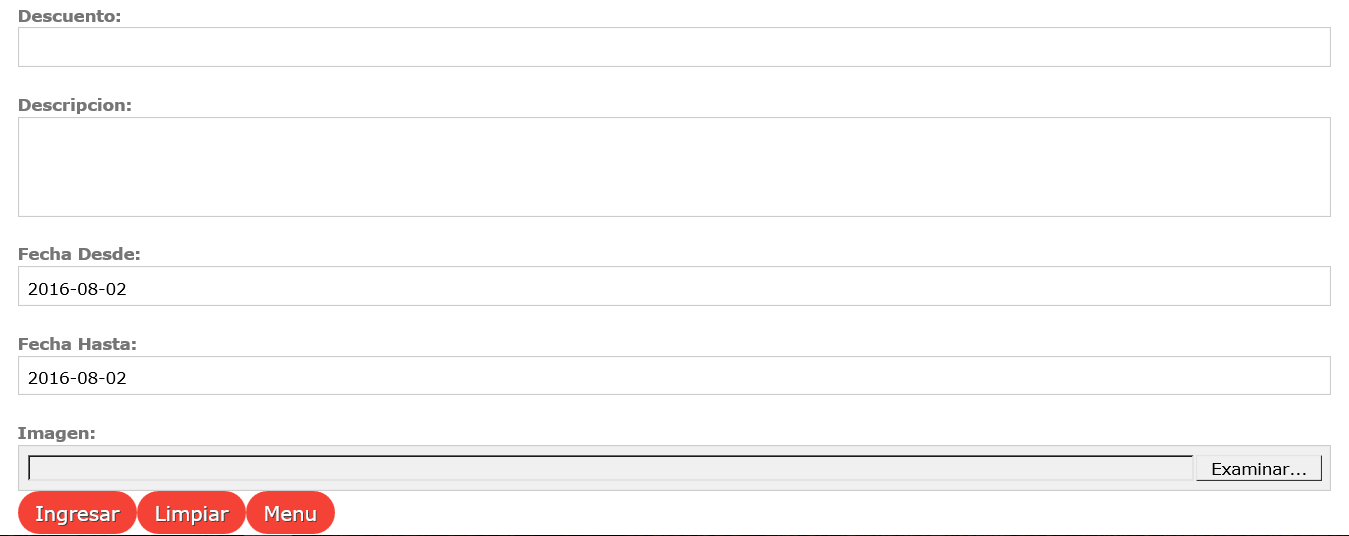 Descuento:
Descripcion:
Fecha Desde:
2016-08-02
Fecha Hasta:
2016-08-02
Imagen:
Examinar...
Ingresar Limpiar Menu